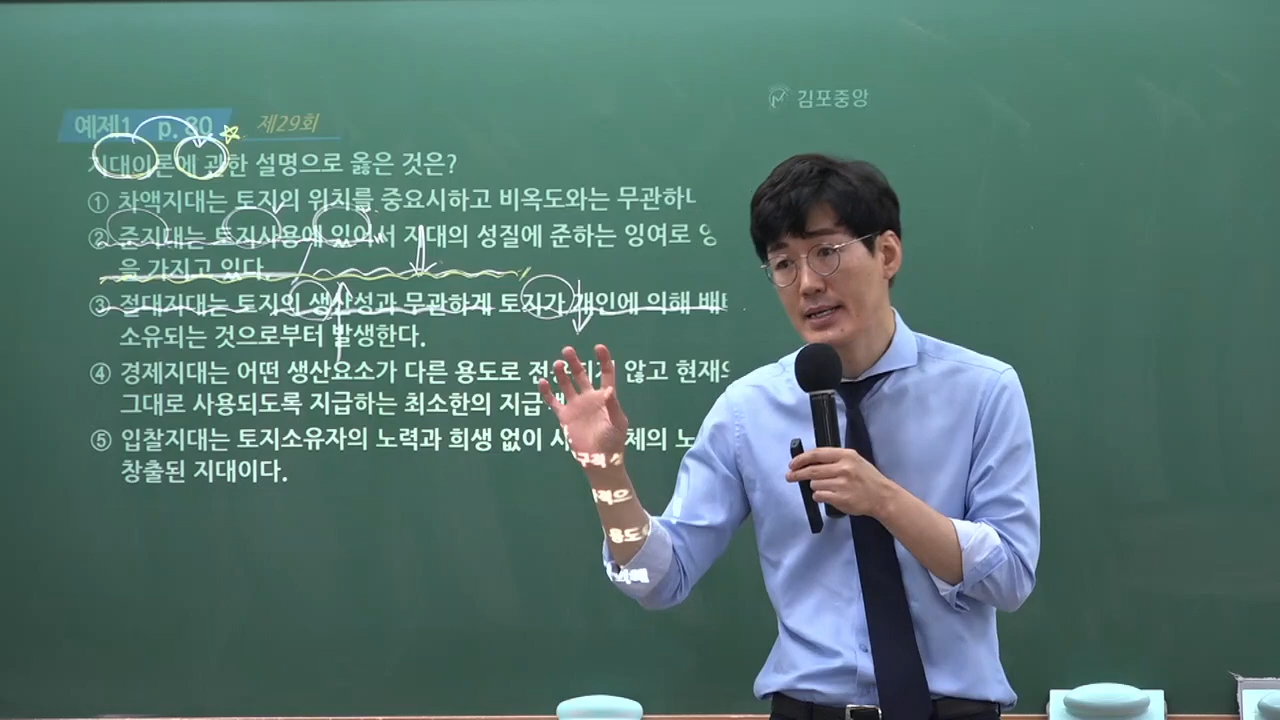 김포중앙
예제1 p. 80 제29회
지대이론에 관한 설명으로 옳은 것은?
① 차액지대는 토지의 위치를 중요시하고 비옥도와는
② 준지대는 토지사용에 있어서 지대의 성질에 준하는 잉여로
을 가지고 있다.
③ 절대지대는 토지의 생산성과 무관하게 토지가 개인에 의해
소유되는 것으로부터 발생한다.
④ 경제지대는 어떤 생산요소가 다른 용도로 않고
그대로 사용되도록 지급하는 최소한의
⑤ 입찰지대는 토지소유자의 노력과 희생 없이
창출된 지대이다.